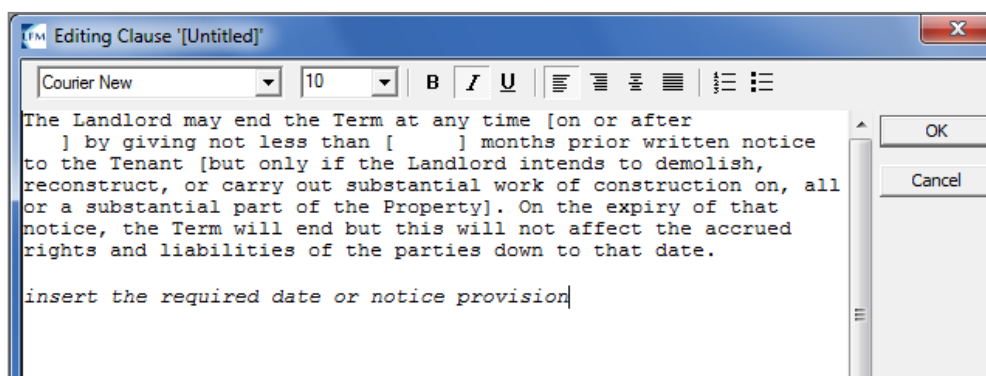 LFM Editing Clause '[Untitled]'
X
Courier New 10 B I U
The Landlord may end the Term at any time [on or after
] by giving not less than [ ] months prior written notice
to the Tenant [but only if the Landlord intends to demolish,
reconstruct, or carry out substantial work of construction on, all
or a substantial part of the Property]. On the expiry of that
notice, the Term will end but this will not affect the accrued
rights and liabilities of the parties down to that date.
insert the required date or notice provision
OK
Cancel